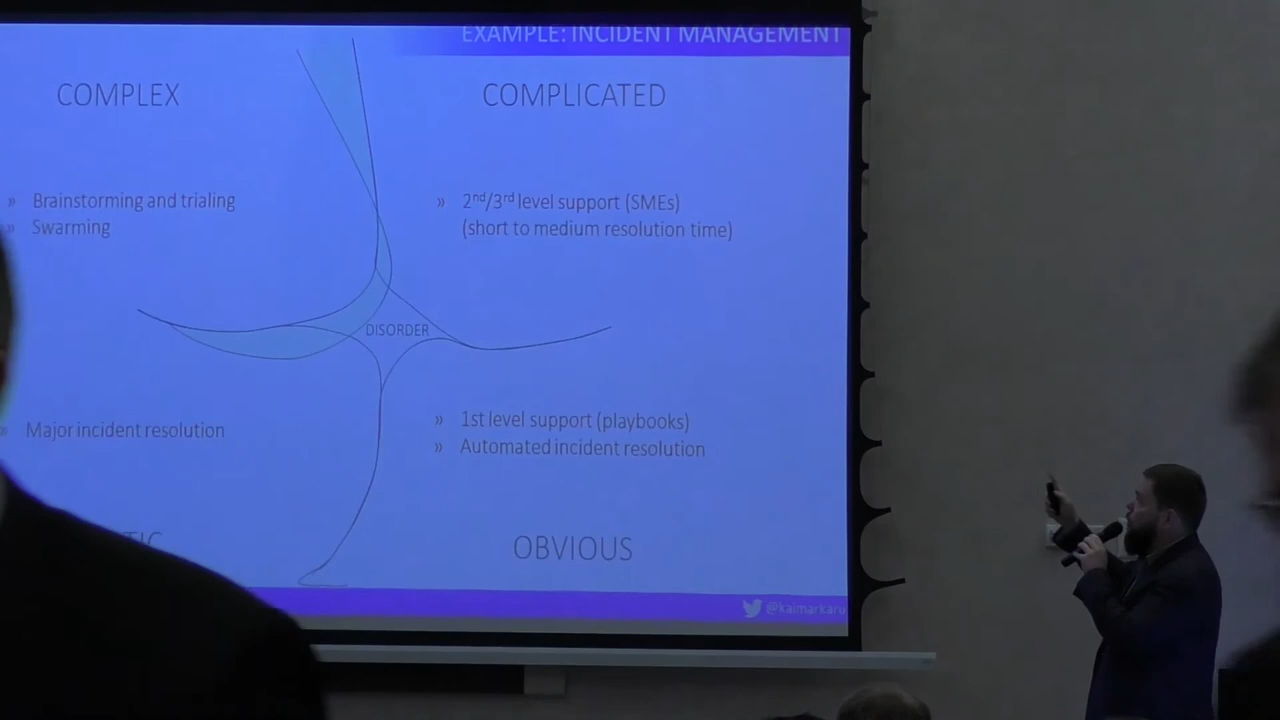 EXAMPLE: INCIDENT MANAGEMENT
COMPLEX
COMPLICATED
» Brainstorming and trialing
» Swarming
» 2nd/3rd level support (SMEs)
(short to medium resolution time)
DISORDER
» Major incident resolution
» 1st level support (playbooks)
» Automated incident resolution
OBVIOUS
@kaimarkaru